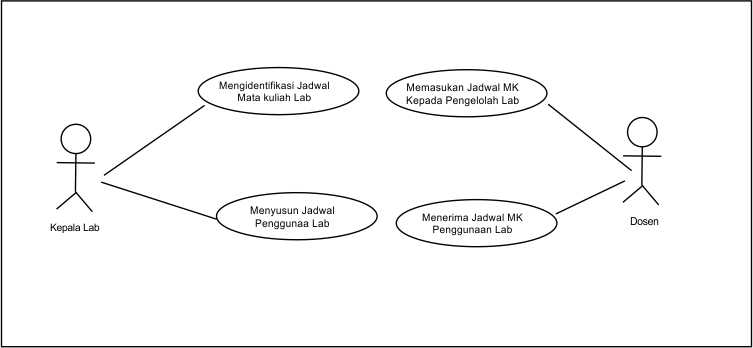 Mengidentifikasi Jadwal
Mata kuliah Lab
Memasukan Jadwal MK
Kepada Pengelolah Lab
Kepala Lab
Menyusun Jadwal
Penggunaa Lab
Menerima Jadwal MK
Penggunaan Lab
Dosen